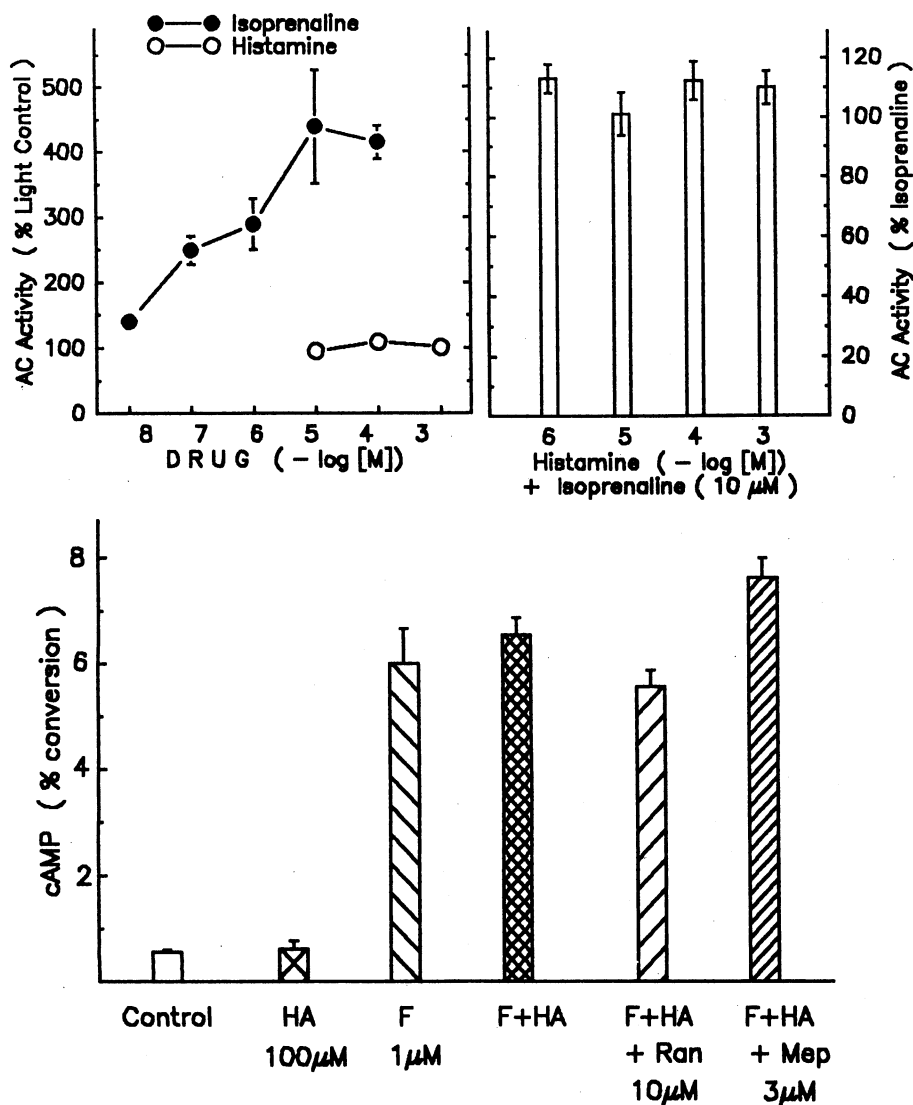 Isoprenaline
Histamine
AC Activity ( % Light Control )
500
400
300
200
100
0
8 7 6 5 4 3
DRUG ( - log [M])
AC Activity ( % Isoprenaline )
120
100
80
60
40
20
0
6 5 4 3
Histamine ( - log [M])
+ Isoprenaline ( 10 μM )
cAMP ( % conversion )
8
6
4
2
Control HA F F+HA F+HA F+HA
100μM 1μM + Ran + Mep
10μM 3μM